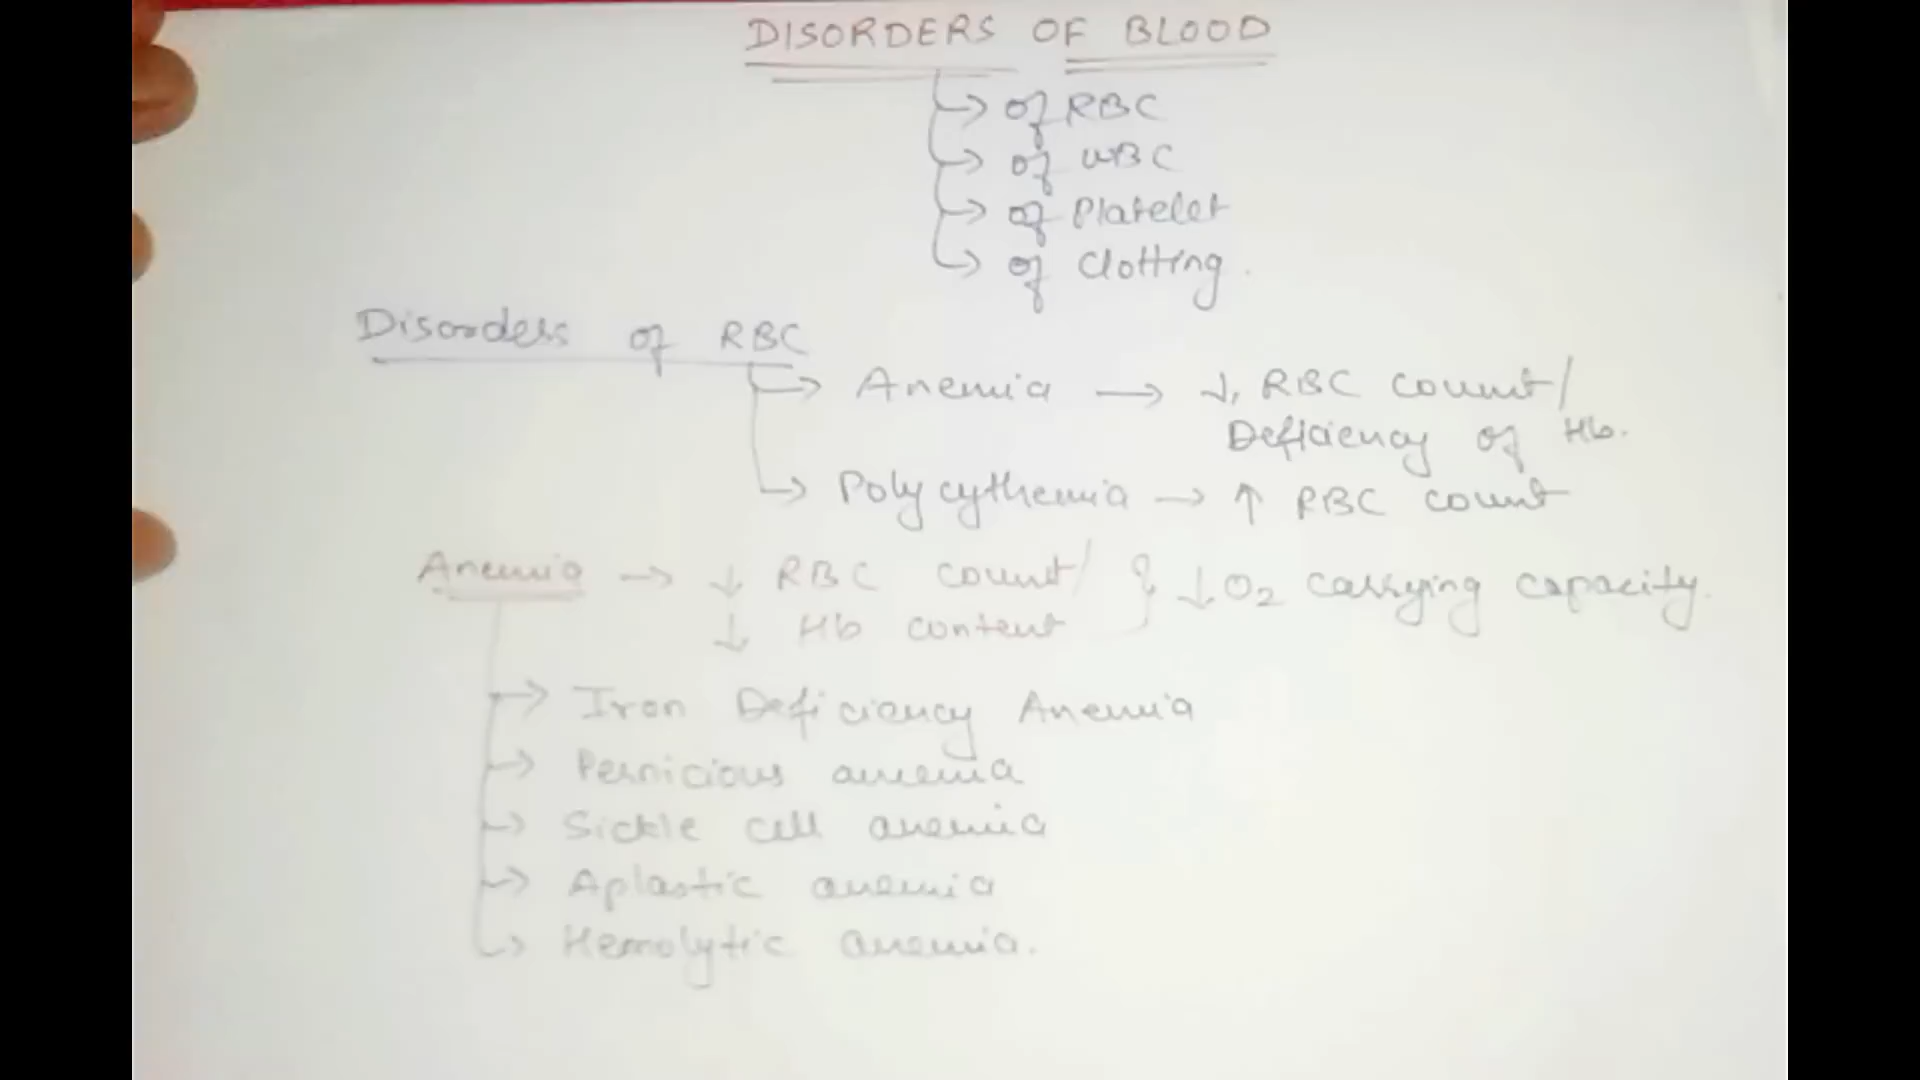 DISORDERS OF BLOOD
→ of RBC
→ of WBC
→ of Platelet
→ of Clotting.
Disorders of RBC
→ Anemia → ↓ RBC count/
Deficiency of Hb.
→ Polycythemia → ↑ RBC count
Anemia → ↓ RBC count/ } ↓ O2 carrying capacity.
↓ Hb content
→ Iron Deficiency Anemia
→ Pernicious anemia
→ Sickle cell anemia
→ Aplastic anemia
→ Hemolytic anemia.